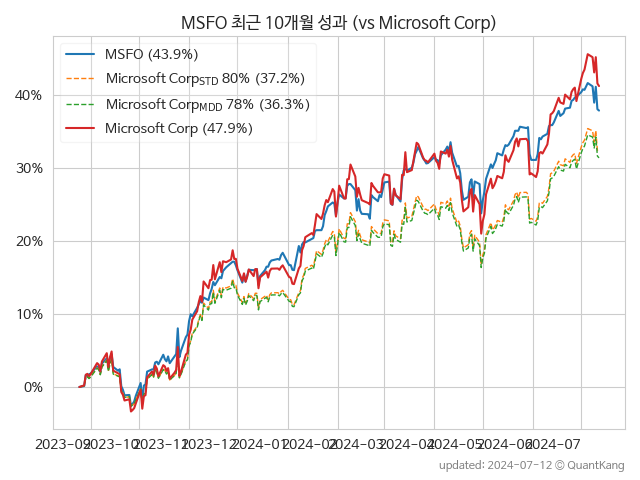 MSFO 최근 10개월 성과 (vs Microsoft Corp)
MSFO (43.9%)
Microsoft CorpSTD 80% (37.2%)
Microsoft CorpMDD 78% (36.3%)
Microsoft Corp (47.9%)
40%
30%
20%
10%
0%
2023-09 2023-10 2023-11 2023-12 2024-01 2024-02 2024-03 2024-04 2024-05 2024-06 2024-07
updated: 2024-07-12 © QuantKang